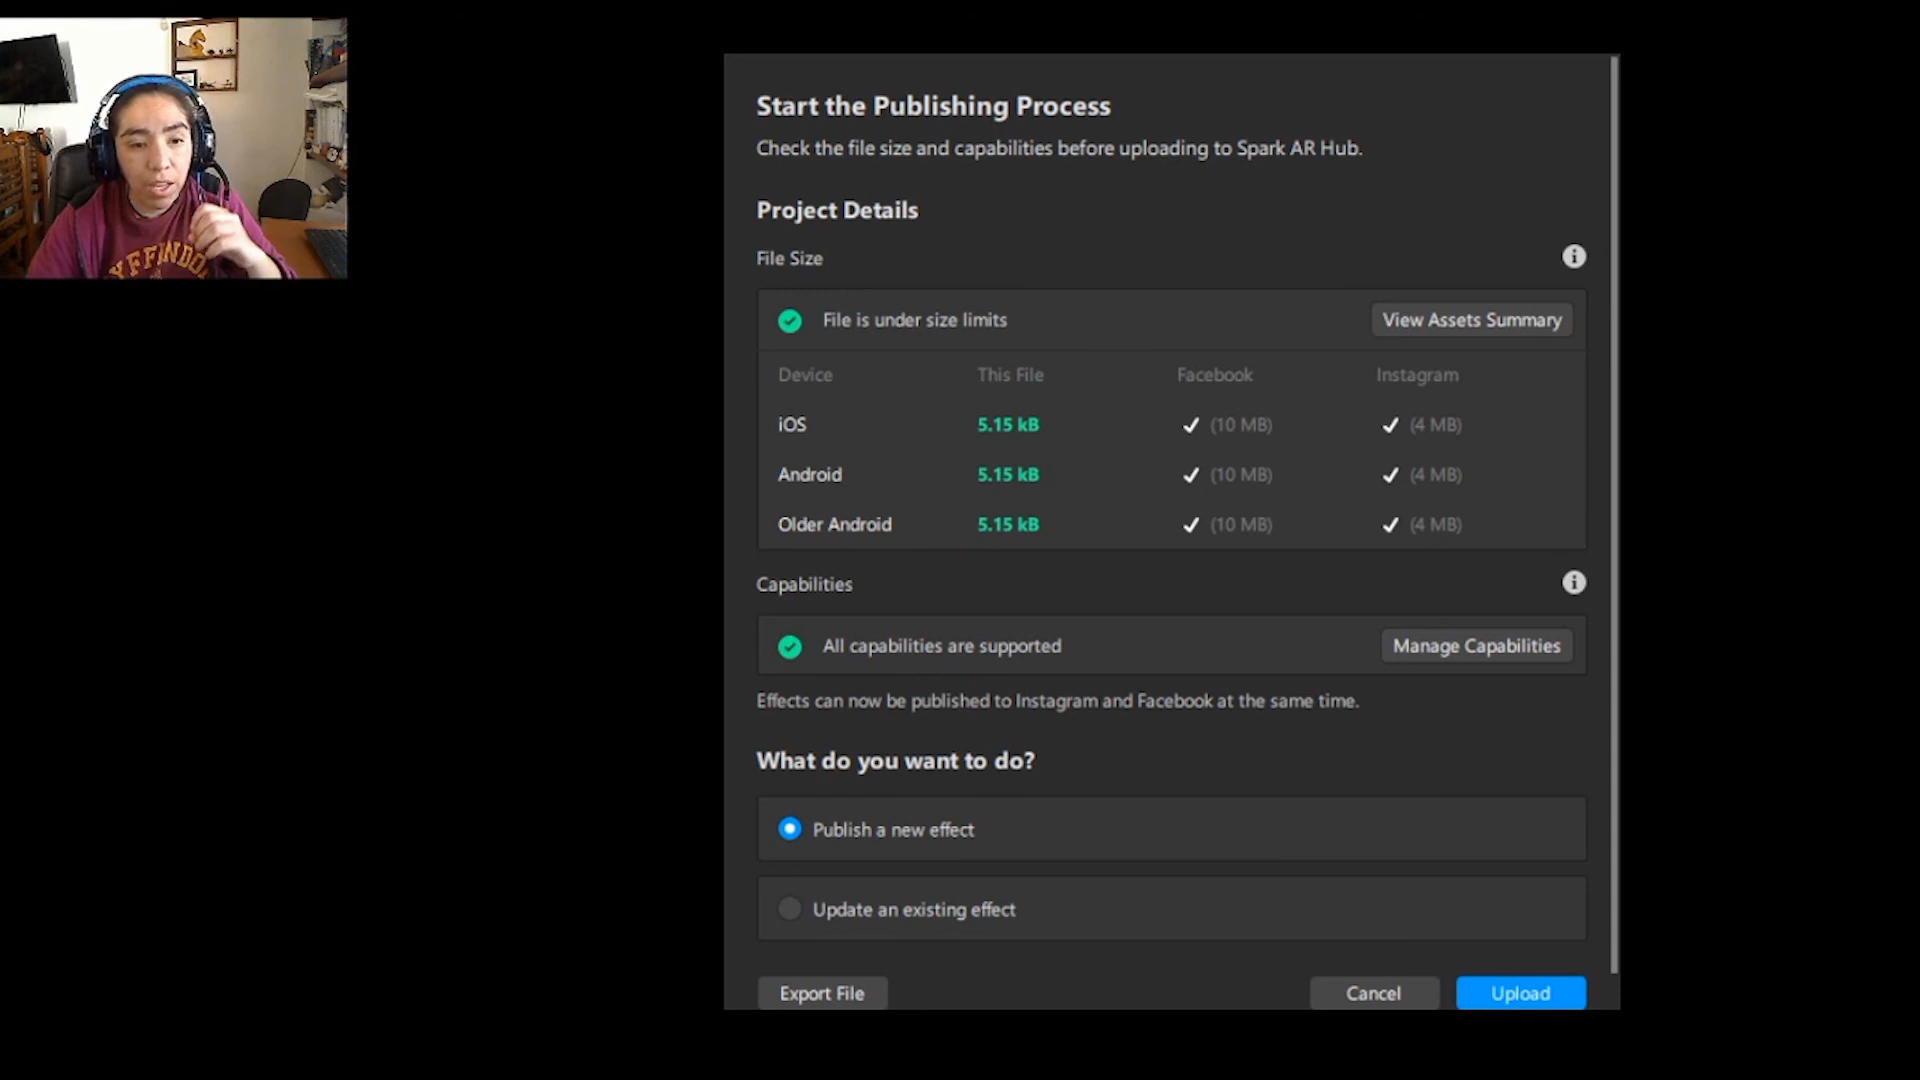 YFFINDO
Start the Publishing Process
Check the file size and capabilities before uploading to Spark AR Hub.
Project Details
File Size
File is under size limits
View Assets Summary
Device This File Facebook Instagram
iOS 5.15 kB (10 MB) (4 MB)
Android 5.15 kB (10 MB) (4 MB)
Older Android 5.15 kB (10 MB) (4 MB)
Capabilities
All capabilities are supported
Manage Capabilities
Effects can now be published to Instagram and Facebook at the same time.
What do you want to do?
Publish a new effect
Update an existing effect
Export File
Cancel
Upload